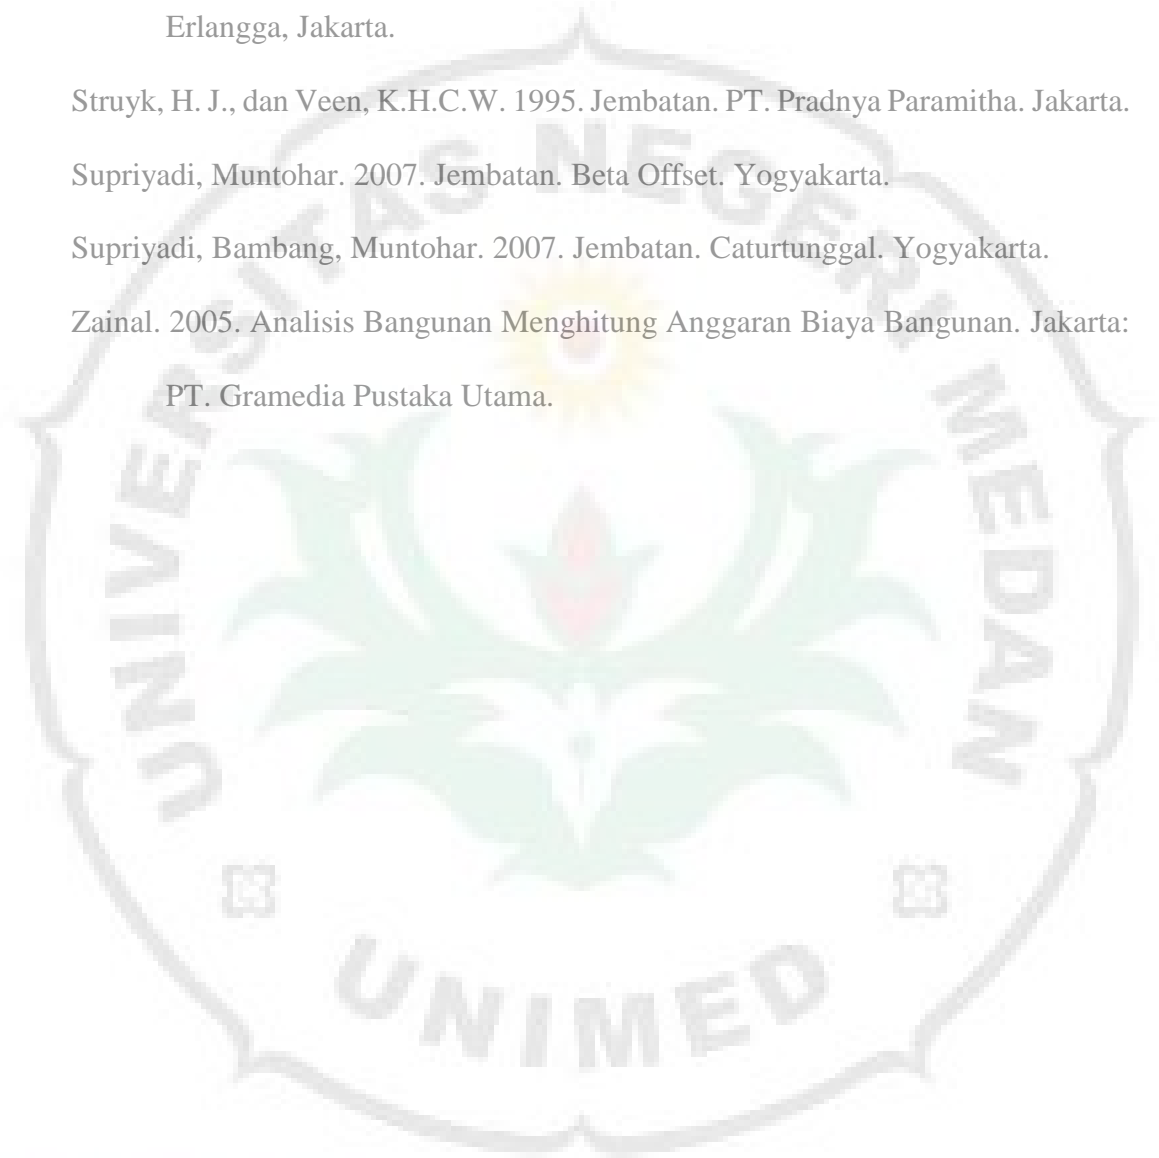 Erlangga, Jakarta.
Struyk, H. J., dan Veen, K.H.C.W. 1995. Jembatan. PT. Pradnya Paramitha. Jakarta.
Supriyadi, Muntohar. 2007. Jembatan. Beta Offset. Yogyakarta.
Supriyadi, Bambang, Muntohar. 2007. Jembatan. Caturtunggal. Yogyakarta.
Zainal. 2005. Analisis Bangunan Menghitung Anggaran Biaya Bangunan. Jakarta:
PT. Gramedia Pustaka Utama.
UNIVERSITAS NEGERI MEDAN
UNIMED